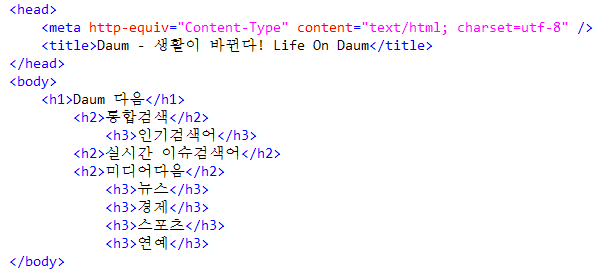 <head>
<meta http-equiv="Content-Type" content="text/html; charset=utf-8" />
<title>Daum - 생활이 바뀐다! Life On Daum</title>
</head>
<body>
<h1>Daum 다음</h1>
<h2>통합검색</h2>
<h3>인기검색어</h3>
<h2>실시간 이슈검색어</h2>
<h2>미디어다음</h2>
<h3>뉴스</h3>
<h3>경제</h3>
<h3>스포츠</h3>
<h3>연예</h3>
</body>